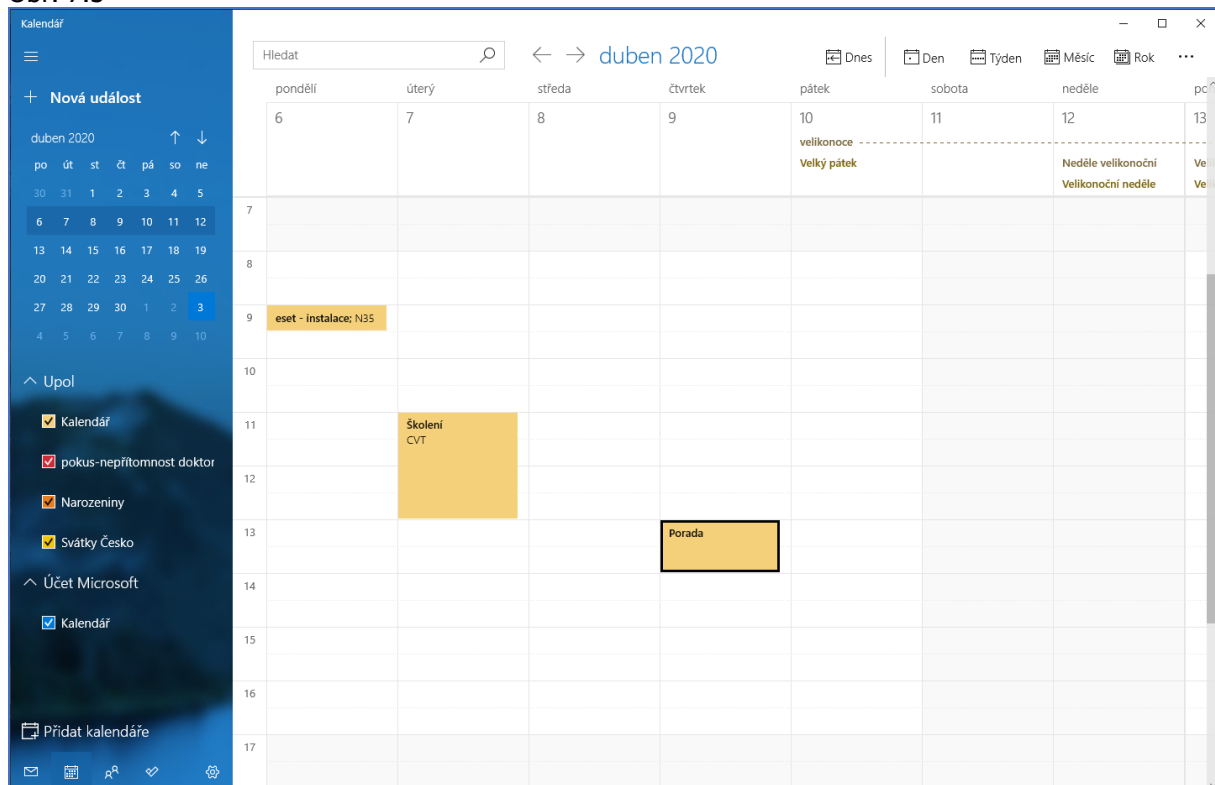 Kalendář
Hledat
duben 2020
Dnes
Den
Týden
Měsíc
Rok
Nová událost
duben 2020
po út st čt pá so ne
30 31 1 2 3 4 5
6 7 8 9 10 11 12
13 14 15 16 17 18 19
20 21 22 23 24 25 26
27 28 29 30 1 2 3
4 5 6 7 8 9 10
Upol
Kalendář
pokus-nepřítomnost doktor
Narozeniny
Svátky Česko
Účet Microsoft
Kalendář
Přidat kalendáře
pondělí úterý středa čtvrtek pátek sobota neděle po
6 7 8 9 10 11 12 13
velikonoce
Velký pátek
Neděle velikonoční Ve
Velikonoční neděle Ve
7
8
9
eset - instalace; N35
10
11
Školení
CVT
12
13
Porada
14
15
16
17